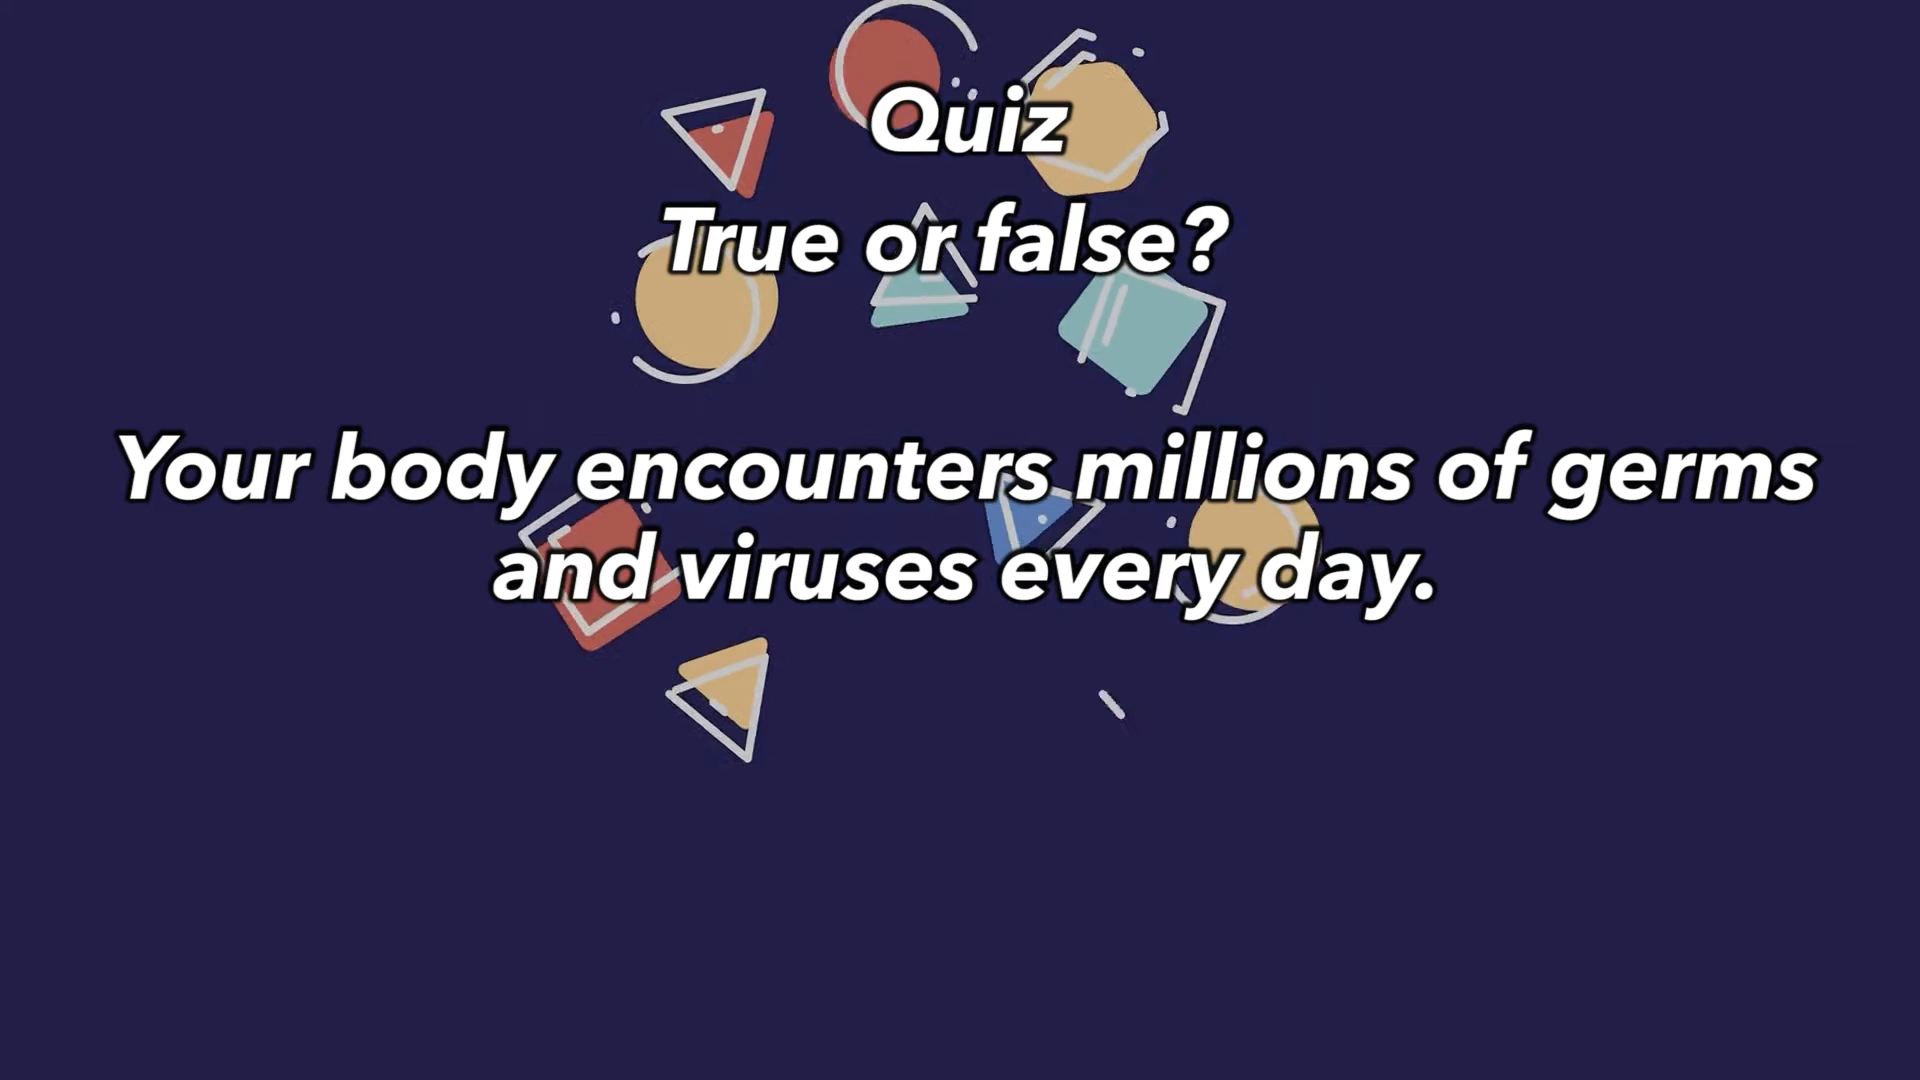 Quiz
True or false?
Your body encounters millions of germs
and viruses every day.